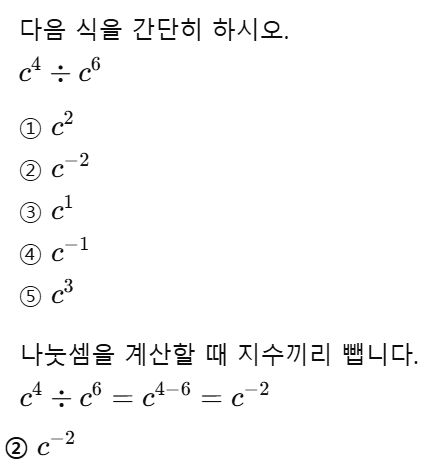 다음 식을 간단히 하시오.
c⁴ ÷ c⁶
① c²
② c⁻²
③ c¹
④ c⁻¹
⑤ c³
나눗셈을 계산할 때 지수끼리 뺍니다.
c⁴ ÷ c⁶ = c⁴⁻⁶ = c⁻²
② c⁻²